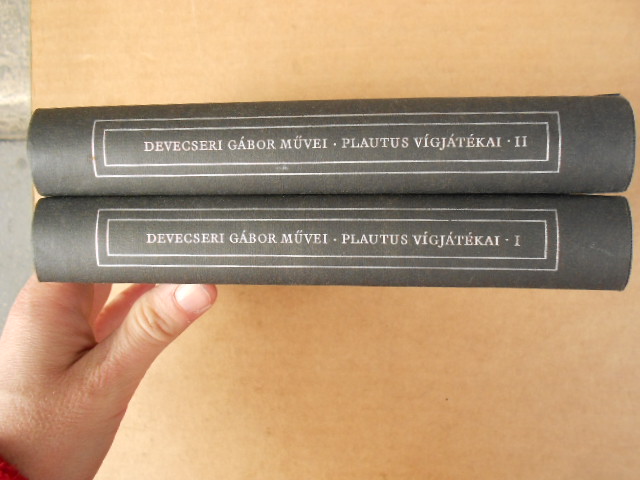 DEVECSERI GÁBOR MŰVEI · PLAUTUS VÍGJÁTÉKAI · II
DEVECSERI GÁBOR MŰVEI · PLAUTUS VÍGJÁTÉKAI · I